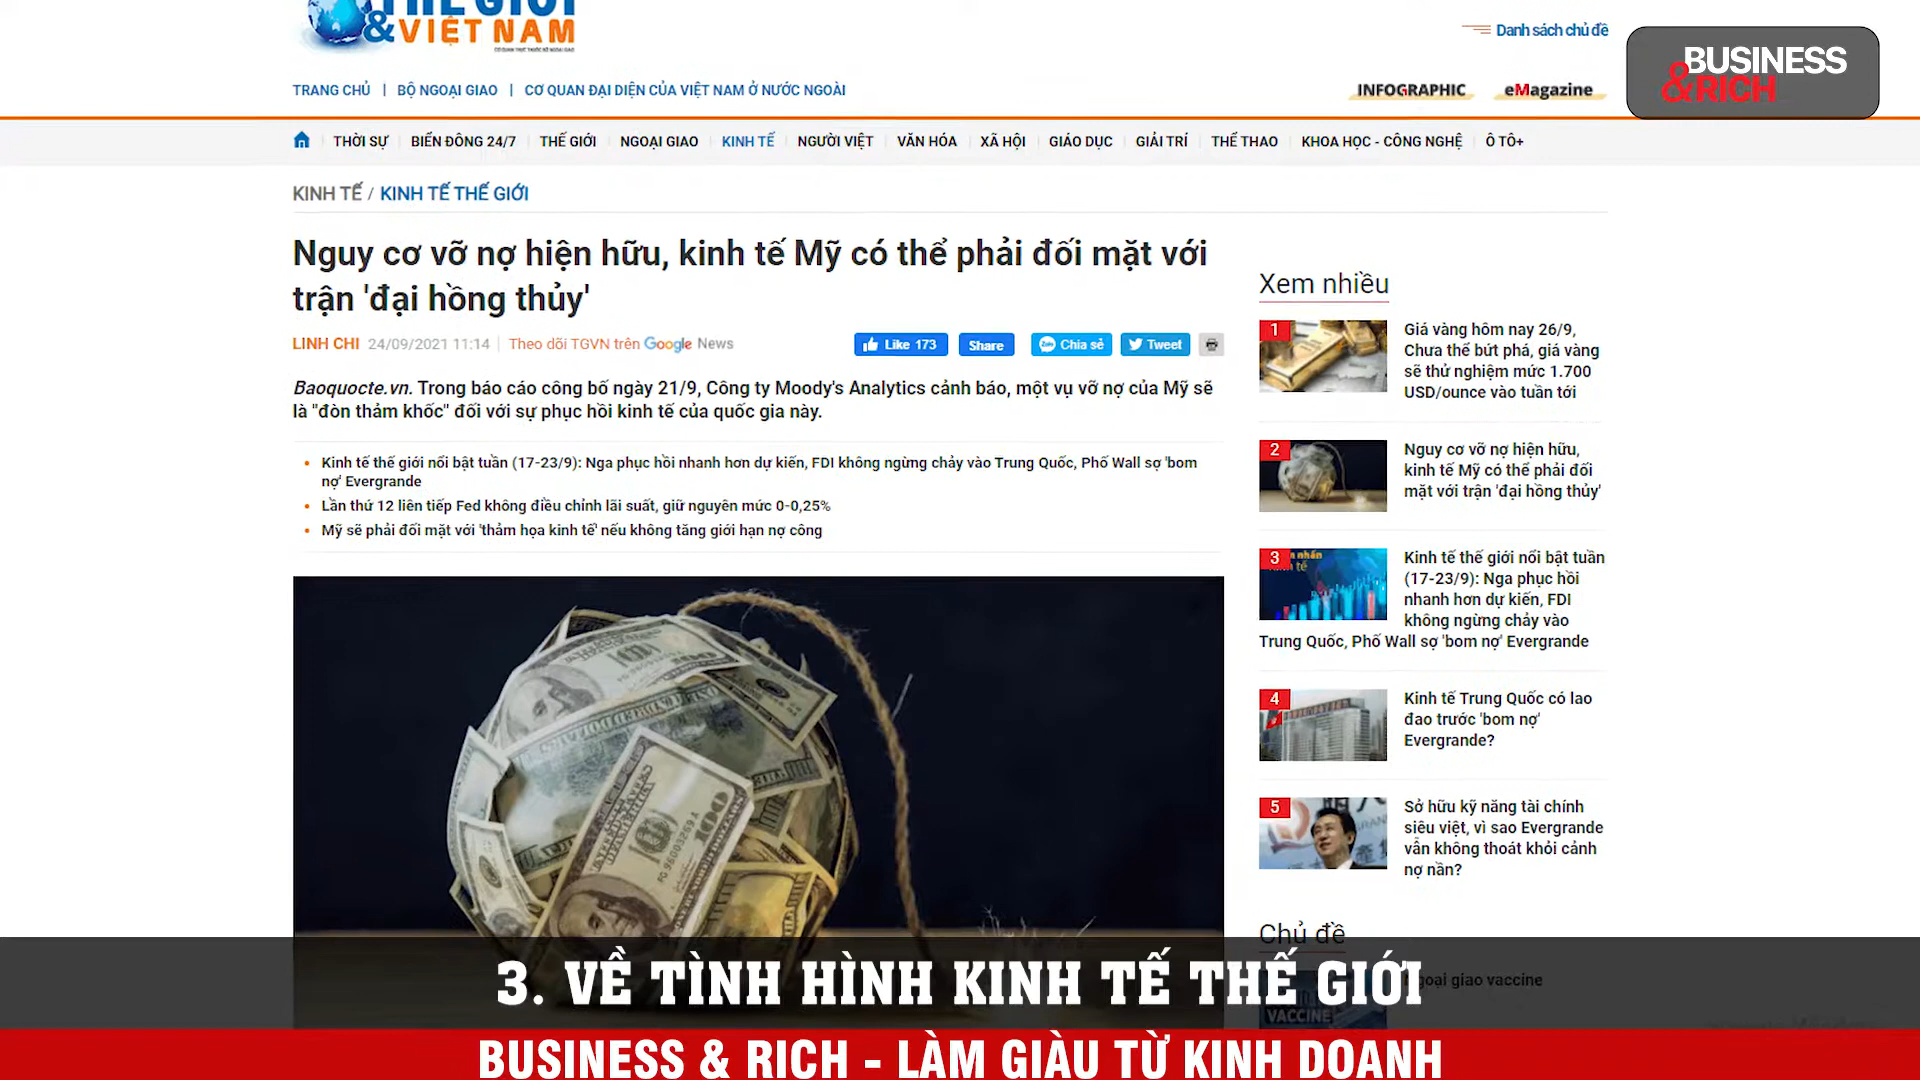 THẾ GIỚI
&VIỆT NAM
Danh sách chủ đề
BUSINESS
&RICH
TRANG CHỦ | BỘ NGOẠI GIAO | CƠ QUAN ĐẠI DIỆN CỦA VIỆT NAM Ở NƯỚC NGOÀI
INFOGRAPHIC eMagazine
THỜI SỰ BIỂN ĐÔNG 24/7 THẾ GIỚI NGOẠI GIAO KINH TẾ NGƯỜI VIỆT VĂN HÓA XÃ HỘI GIÁO DỤC GIẢI TRÍ THỂ THAO KHOA HỌC - CÔNG NGHỆ Ô TÔ+
KINH TẾ / KINH TẾ THẾ GIỚI
Nguy cơ vỡ nợ hiện hữu, kinh tế Mỹ có thể phải đối mặt với
trận 'đại hồng thủy'
LINH CHI 24/09/2021 11:14 | Theo dõi TGVN trên Google News
Like 173 Share Chia sẻ Tweet
Baoquocte.vn. Trong báo cáo công bố ngày 21/9, Công ty Moody's Analytics cảnh báo, một vụ vỡ nợ của Mỹ sẽ
là "đòn thảm khốc" đối với sự phục hồi kinh tế của quốc gia này.
Kinh tế thế giới nổi bật tuần (17-23/9): Nga phục hồi nhanh hơn dự kiến, FDI không ngừng chảy vào Trung Quốc, Phố Wall sợ 'bom
nợ' Evergrande
Lần thứ 12 liên tiếp Fed không điều chỉnh lãi suất, giữ nguyên mức 0-0,25%
Mỹ sẽ phải đối mặt với 'thảm họa kinh tế' nếu không tăng giới hạn nợ công
Xem nhiều
1
Giá vàng hôm nay 26/9,
Chưa thể bứt phá, giá vàng
sẽ thử nghiệm mức 1.700
USD/ounce vào tuần tới
2
Nguy cơ vỡ nợ hiện hữu,
kinh tế Mỹ có thể phải đối
mặt với trận 'đại hồng thủy'
3
Kinh tế thế giới nổi bật tuần
(17-23/9): Nga phục hồi
nhanh hơn dự kiến, FDI
không ngừng chảy vào
Trung Quốc, Phố Wall sợ 'bom nợ' Evergrande
4
Kinh tế Trung Quốc có lao
đao trước 'bom nợ'
Evergrande?
5
Sở hữu kỹ năng tài chính
siêu việt, vì sao Evergrande
vẫn không thoát khỏi cảnh
nợ nần?
Chủ đề
Ngoại giao vaccine
VACCINE
3. VỀ TÌNH HÌNH KINH TẾ THẾ GIỚI
BUSINESS & RICH - LÀM GIÀU TỪ KINH DOANH